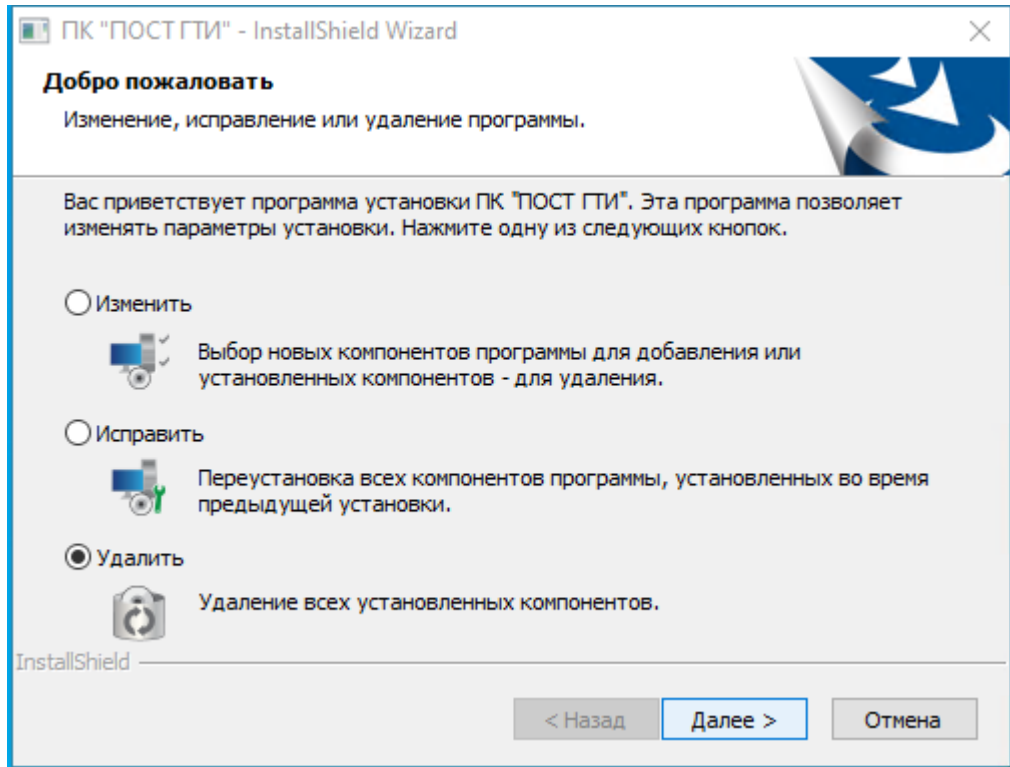 ПК "ПОСТ ГТИ" - InstallShield Wizard
Добро пожаловать
Изменение, исправление или удаление программы.
Вас приветствует программа установки ПК "ПОСТ ГТИ". Эта программа позволяет
изменять параметры установки. Нажмите одну из следующих кнопок.
Изменить
Выбор новых компонентов программы для добавления или
установленных компонентов - для удаления.
Исправить
Переустановка всех компонентов программы, установленных во время
предыдущей установки.
Удалить
Удаление всех установленных компонентов.
InstallShield
< Назад Далее > Отмена